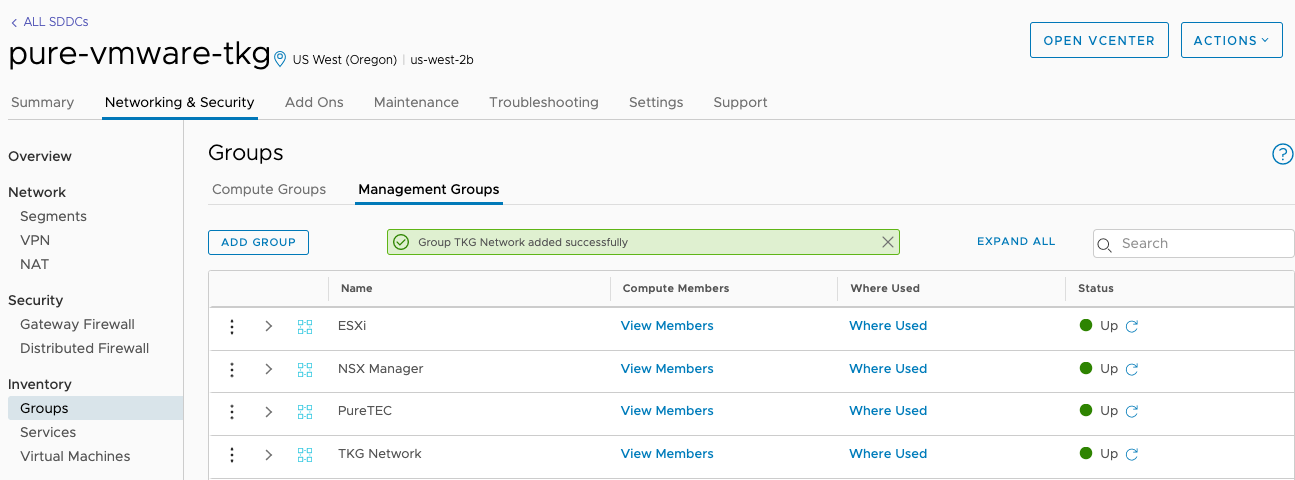 ALL SDDCs
pure-vmware-tkg US West (Oregon) us-west-2b
OPEN VCENTER
ACTIONS
Summary Networking & Security Add Ons Maintenance Troubleshooting Settings Support
Overview
Network
Segments
VPN
NAT
Security
Gateway Firewall
Distributed Firewall
Inventory
Groups
Services
Virtual Machines
Groups
?
Compute Groups Management Groups
ADD GROUP
Group TKG Network added successfully
EXPAND ALL
Search
Name Compute Members Where Used Status
ESXi View Members Where Used Up
NSX Manager View Members Where Used Up
PureTEC View Members Where Used Up
TKG Network View Members Where Used Up